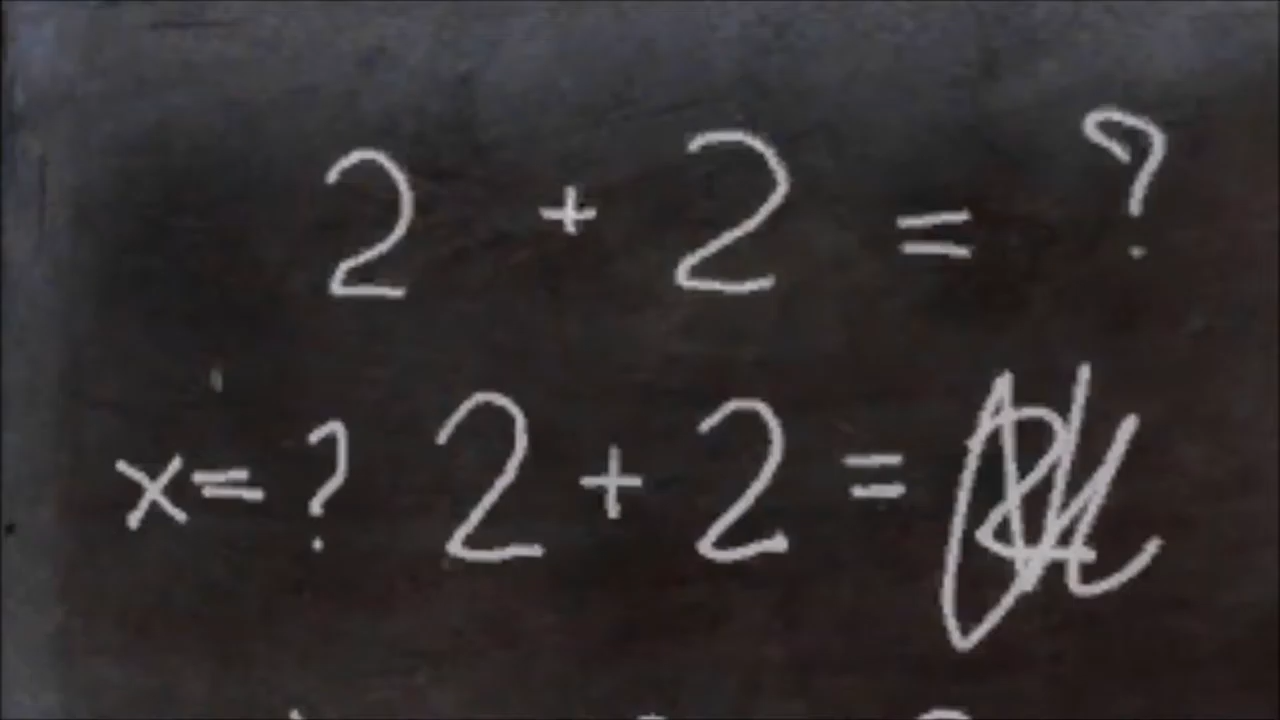 2 + 2 = ?
x = ? 2 + 2 =